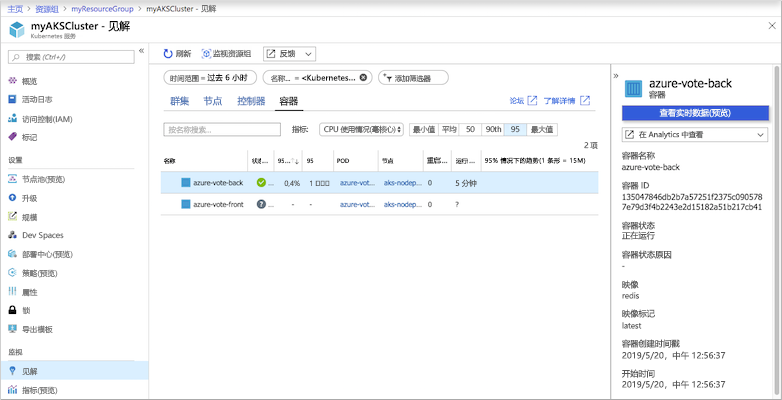 主页 > 资源组 > myResourceGroup > myAKSCluster - 见解
myAKSCluster - 见解
Kubernetes 服务
搜索 (Ctrl+/)
概览
活动日志
访问控制(IAM)
标记
设置
节点池(预览)
升级
规模
Dev Spaces
部署中心(预览)
策略(预览)
属性
锁
导出模板
监视
见解
指标(预览)
刷新 监视资源组 反馈
时间范围 = 过去 6 小时 名称... = <Kubernetes... 添加筛选器
群集 节点 控制器 容器 论坛 了解详情
按名称搜索... 指标: CPU 使用情况(毫核心) 最小值 平均 50 90th 95 最大值
2 项
名称 状态... 95... 95 POD 节点 重启... 运行... 95% 情况下的趋势(1 条形 = 15M)
azure-vote-back ... 0,4% 1 azure-vot... aks-nodep... 0 5 分钟
azure-vote-front ... - - azure-vot... aks-nodep... 0 ?
azure-vote-back
容器
查看实时数据(预览)
在 Analytics 中查看
容器名称
azure-vote-back
容器 ID
135047846db2b7a57251f2375c090578
7e79d3f4b2243e2d15182a51b217cb41
容器状态
正在运行
容器状态原因
-
映像
redis
映像标记
latest
容器创建时间戳
2019/5/20，中午 12:56:37
开始时间
2019/5/20，中午 12:56:37